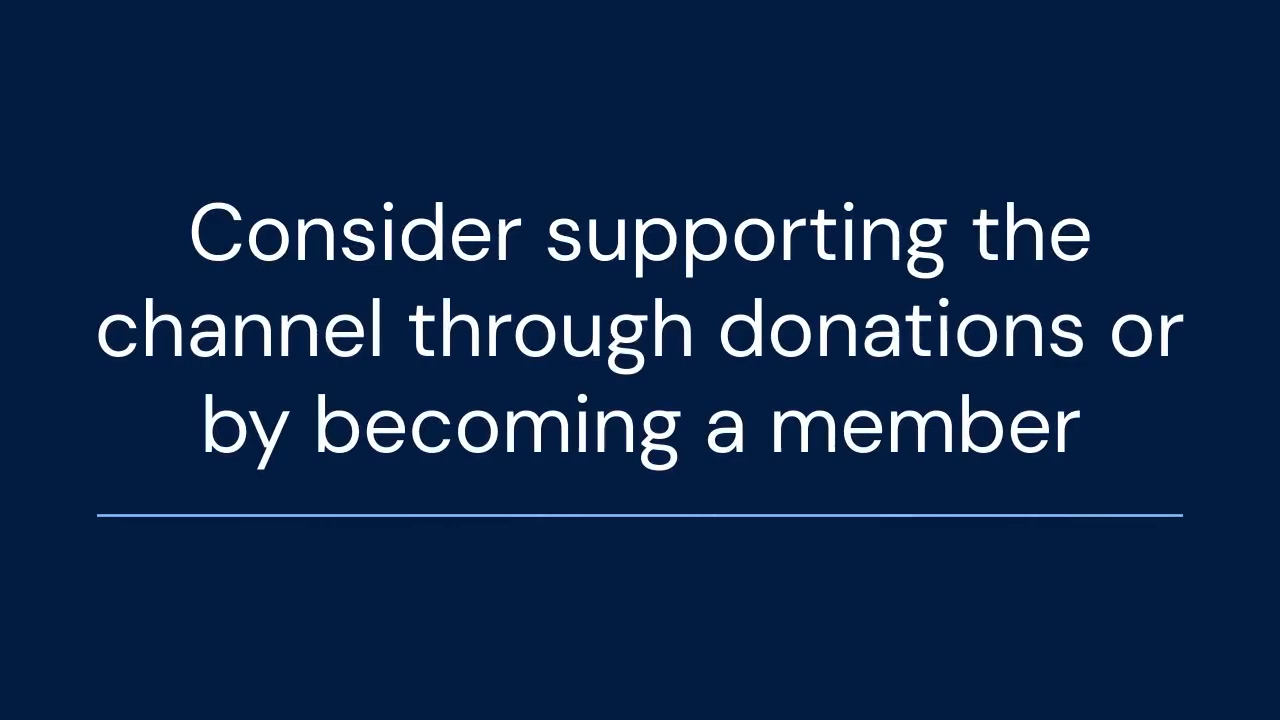 Consider supporting the
channel through donations or
by becoming a member